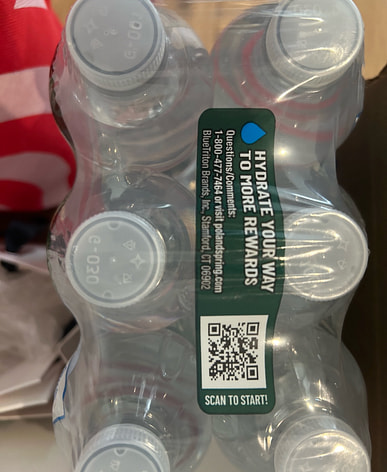 HYDRATE YOUR WAY
TO MORE REWARDS
Questions/Comments:
1-800-477-7464 or visit polandspring.com
BlueTriton Brands, Inc., Stamford, CT 06902
SCAN TO START!